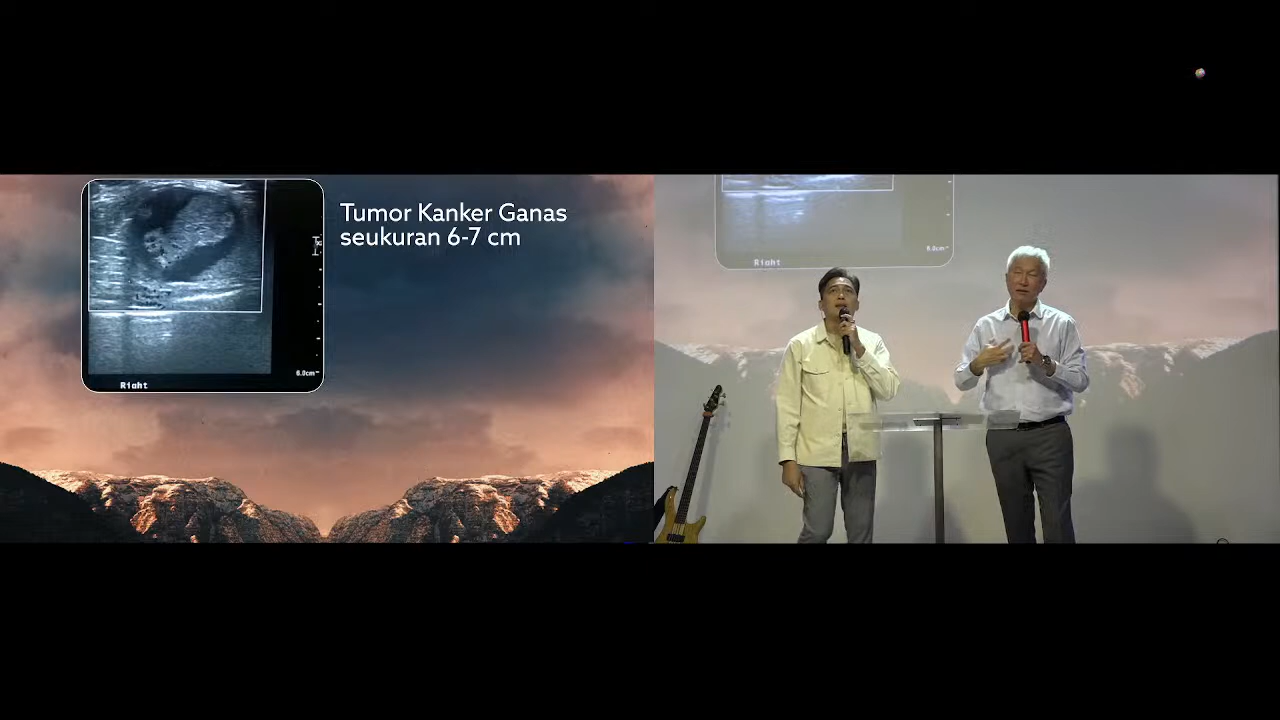 Tumor Kanker Ganas
seukuran 6-7 cm
6.0cm
Right
6.0cm
Right